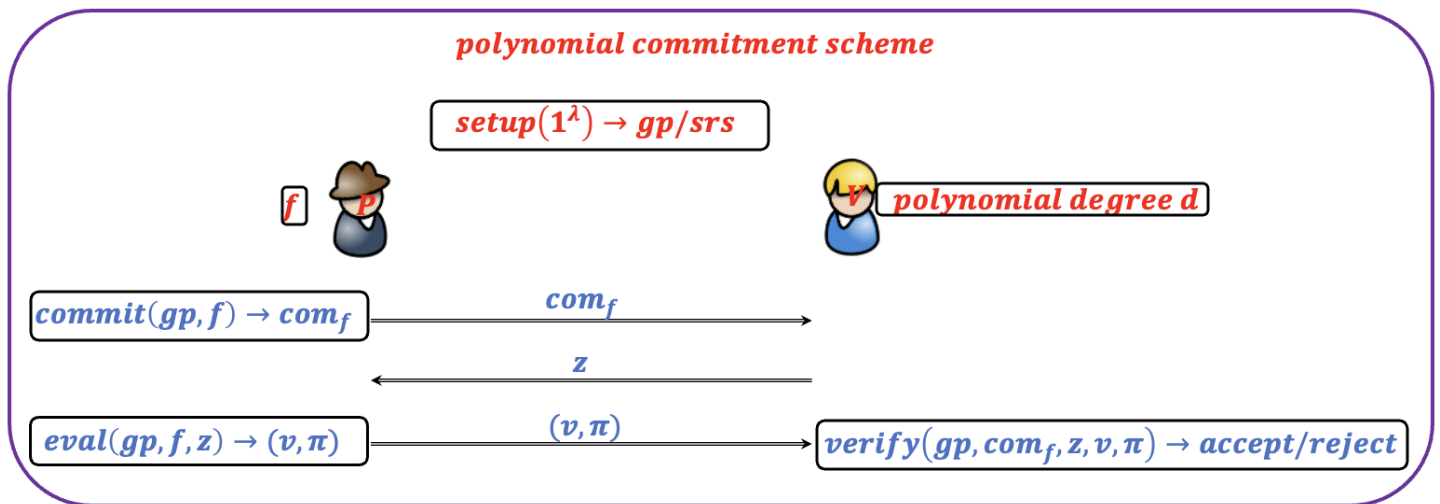 polynomial commitment scheme
setup(1^λ) → gp/srs
f P V polynomial degree d
commit(gp, f) → com_f com_f
z
eval(gp, f, z) → (v, π) (v, π) verify(gp, com_f, z, v, π) → accept/reject